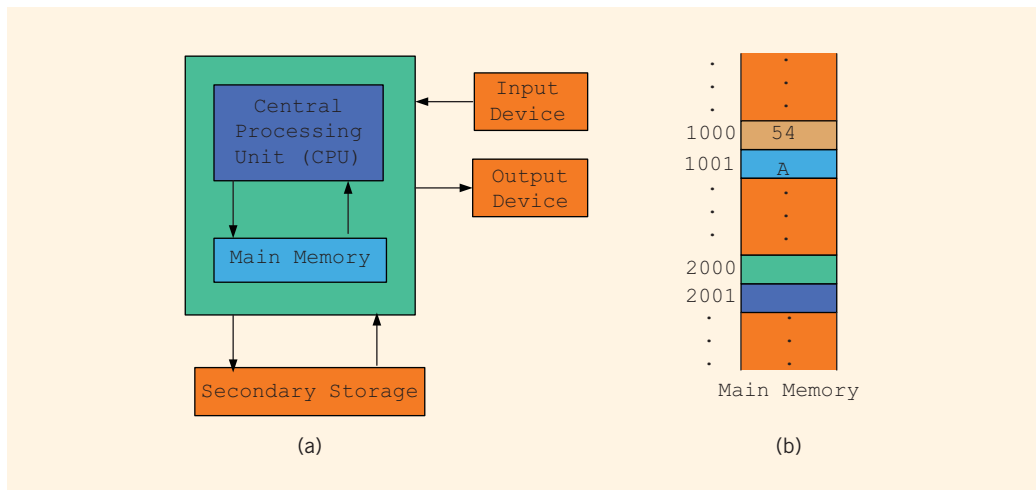 Central
Processing
Unit (CPU)
Main Memory
Input
Device
Output
Device
Secondary Storage
(a)
1000 54
1001 A
2000
2001
Main Memory
(b)